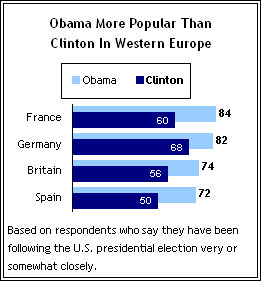 Obama More Popular Than
Clinton In Western Europe
Obama Clinton
France 60 84
Germany 68 82
Britain 56 74
Spain 50 72
Based on respondents who say they have been
following the U.S. presidential election very or
somewhat closely.